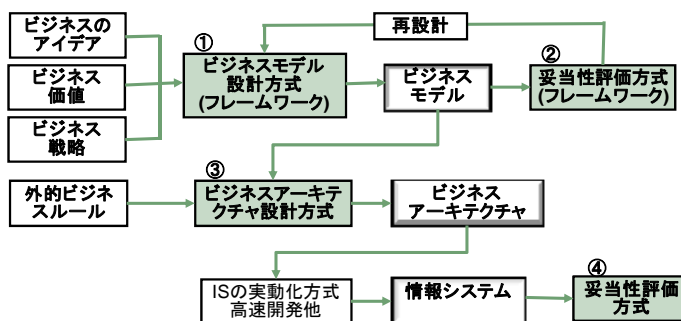 ビジネスの
アイデア
再設計
①
②
ビジネス
価値
ビジネスモデル
設計方式
(フレームワーク)
ビジネス
モデル
妥当性評価方式
(フレームワーク)
ビジネス
戦略
③
外的ビジネ
スルール
ビジネスアーキテ
クチャ設計方式
ビジネス
アーキテクチャ
④
ISの実動化方式
高速開発他
情報システム
妥当性評価
方式